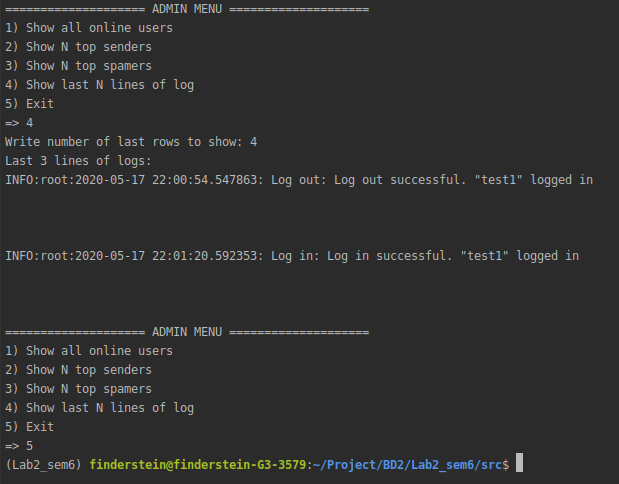 ==================== ADMIN MENU ====================
1) Show all online users
2) Show N top senders
3) Show N top spamers
4) Show last N lines of log
5) Exit
=> 4
Write number of last rows to show: 4
Last 3 lines of logs:
INFO:root:2020-05-17 22:00:54.547863: Log out: Log out successful. "test1" logged in
INFO:root:2020-05-17 22:01:20.592353: Log in: Log in successful. "test1" logged in
==================== ADMIN MENU ====================
1) Show all online users
2) Show N top senders
3) Show N top spamers
4) Show last N lines of log
5) Exit
=> 5
(Lab2_sem6) finderstein@finderstein-G3-3579:~/Project/BD2/Lab2_sem6/src$